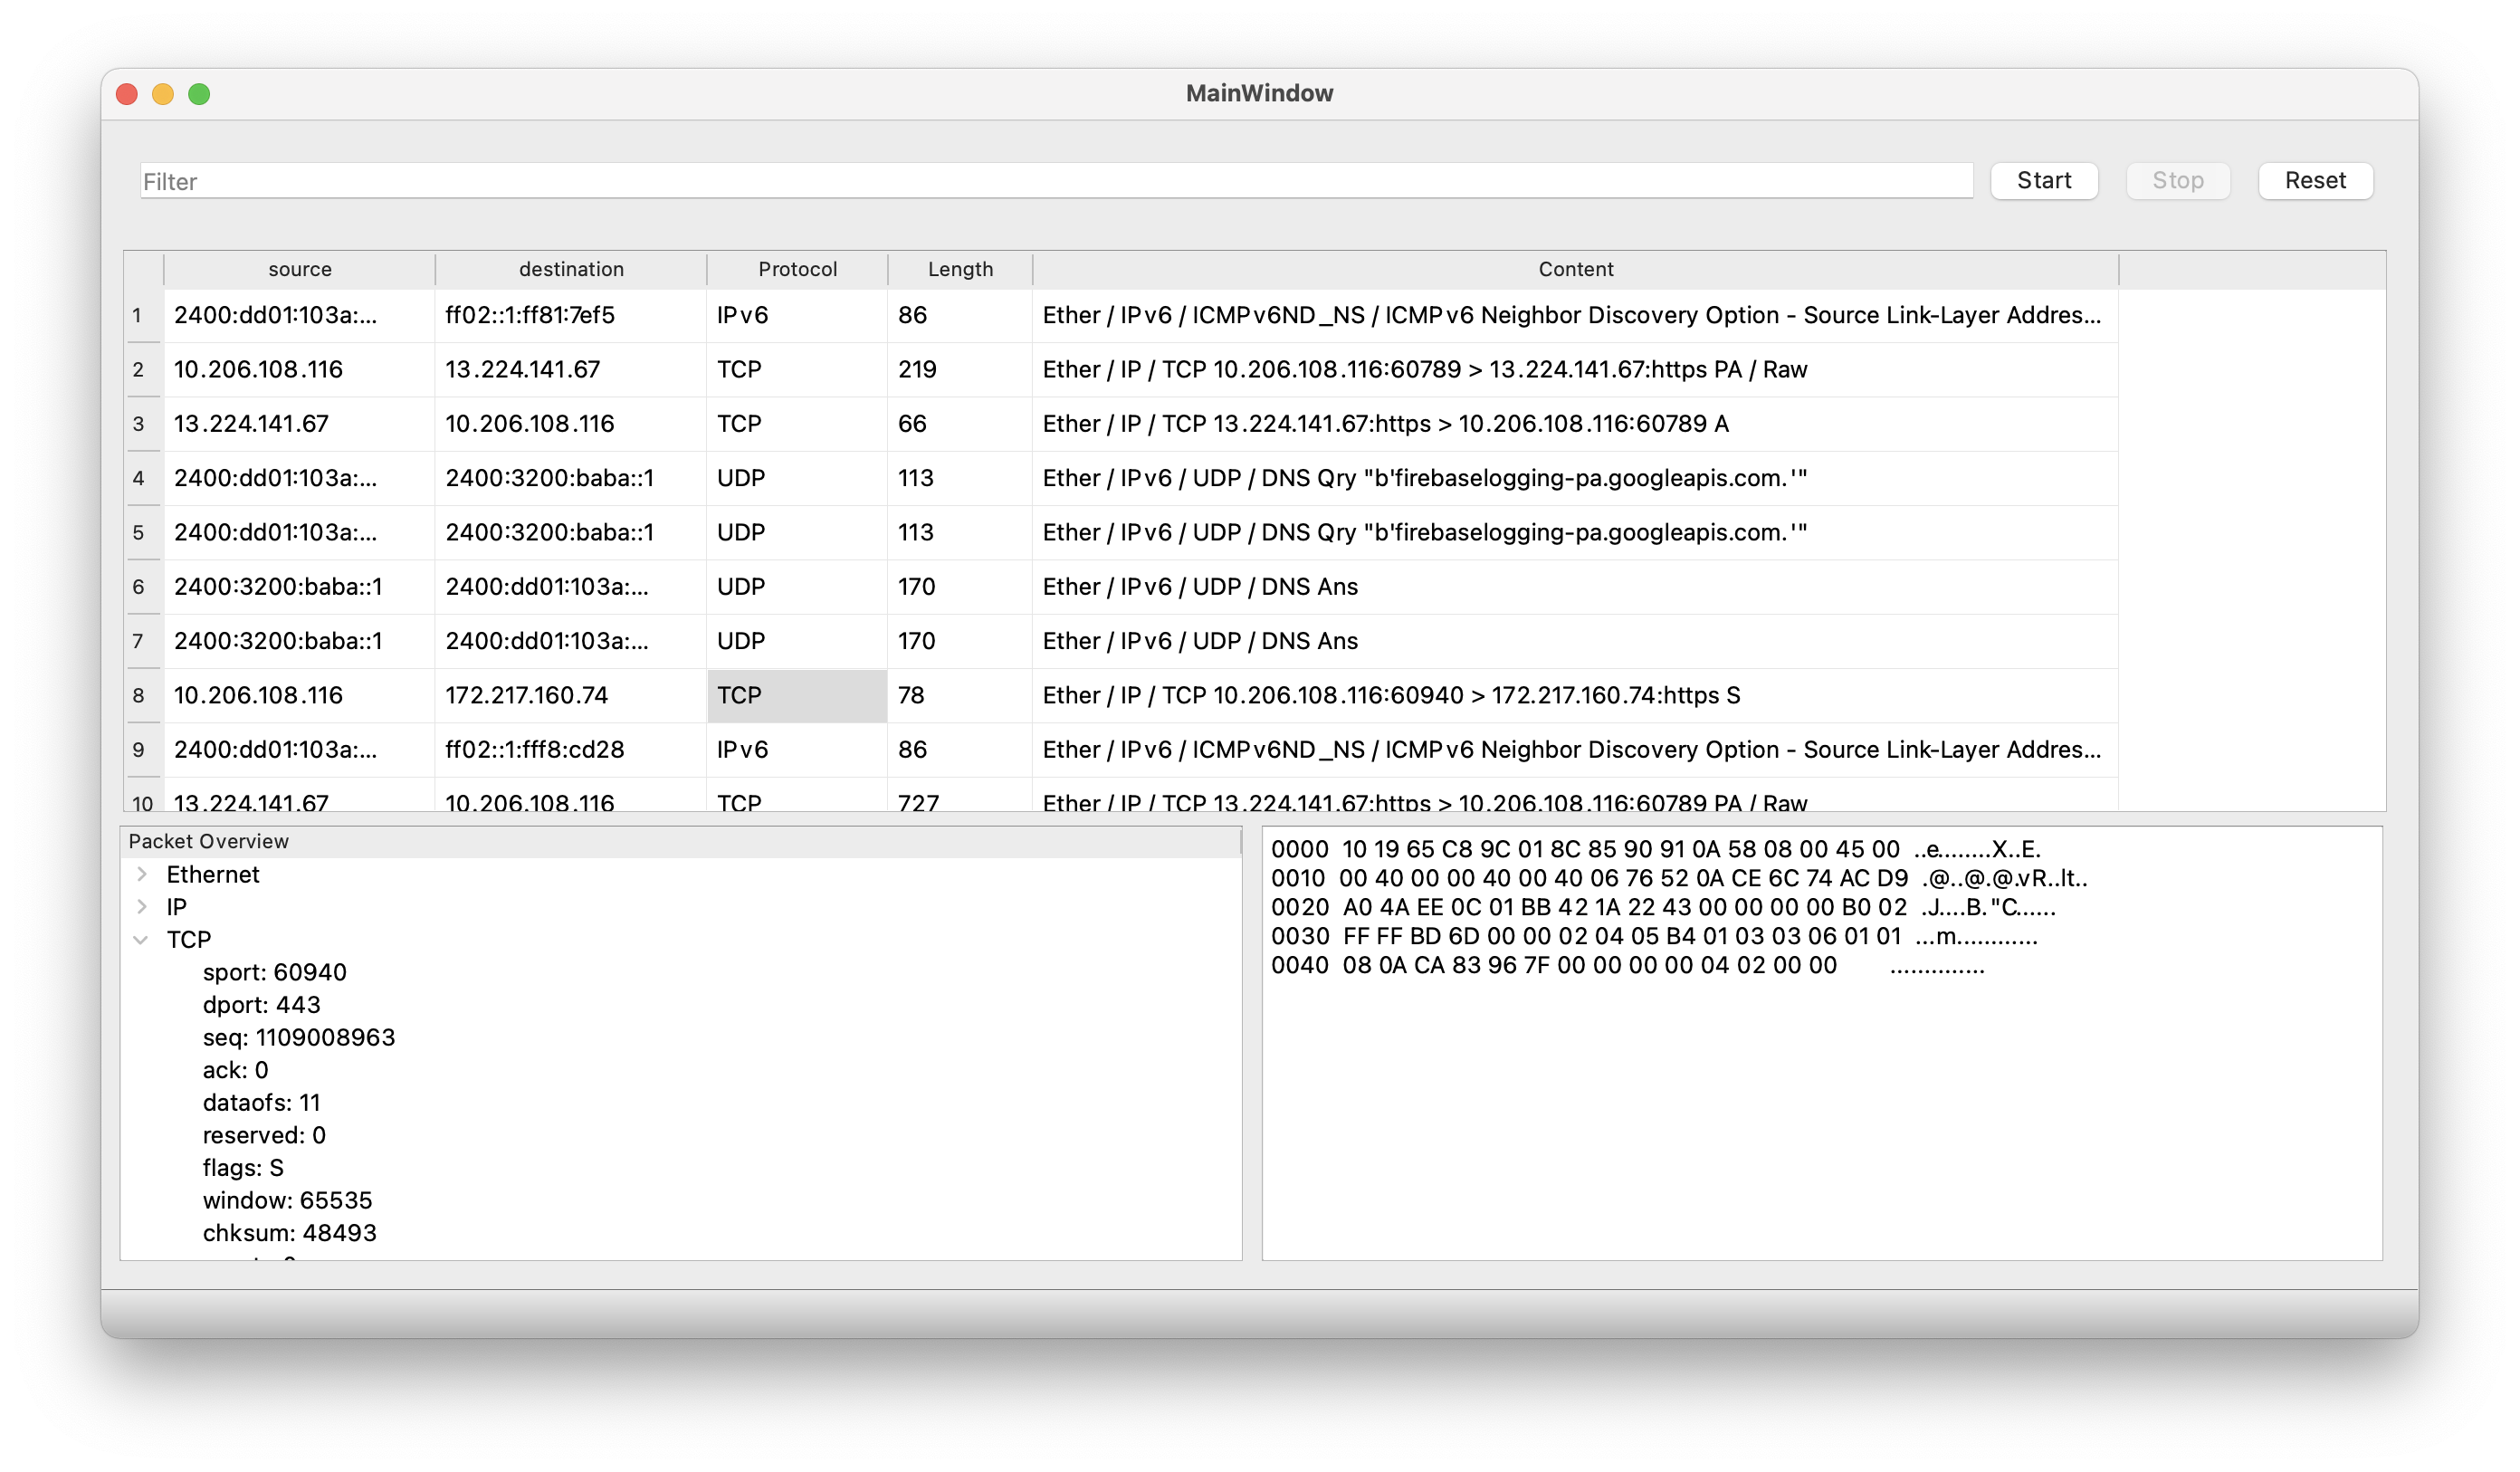 MainWindow
Filter Start Stop Reset
source destination Protocol Length Content
1 2400:dd01:103a:... ff02::1:ff81:7ef5 IPv6 86 Ether / IPv6 / ICMPv6ND_NS / ICMPv6 Neighbor Discovery Option - Source Link-Layer Addres...
2 10.206.108.116 13.224.141.67 TCP 219 Ether / IP / TCP 10.206.108.116:60789 > 13.224.141.67:https PA / Raw
3 13.224.141.67 10.206.108.116 TCP 66 Ether / IP / TCP 13.224.141.67:https > 10.206.108.116:60789 A
4 2400:dd01:103a:... 2400:3200:baba::1 UDP 113 Ether / IPv6 / UDP / DNS Qry "b'firebaselogging-pa.googleapis.com.'"
5 2400:dd01:103a:... 2400:3200:baba::1 UDP 113 Ether / IPv6 / UDP / DNS Qry "b'firebaselogging-pa.googleapis.com.'"
6 2400:3200:baba::1 2400:dd01:103a:... UDP 170 Ether / IPv6 / UDP / DNS Ans
7 2400:3200:baba::1 2400:dd01:103a:... UDP 170 Ether / IPv6 / UDP / DNS Ans
8 10.206.108.116 172.217.160.74 TCP 78 Ether / IP / TCP 10.206.108.116:60940 > 172.217.160.74:https S
9 2400:dd01:103a:... ff02::1:fff8:cd28 IPv6 86 Ether / IPv6 / ICMPv6ND_NS / ICMPv6 Neighbor Discovery Option - Source Link-Layer Addres...
10 13.224.141.67 10.206.108.116 TCP 727 Ether / IP / TCP 13.224.141.67:https > 10.206.108.116:60789 PA / Raw
Packet Overview
Ethernet
IP
TCP
sport: 60940
dport: 443
seq: 1109008963
ack: 0
dataofs: 11
reserved: 0
flags: S
window: 65535
chksum: 48493
0000 10 19 65 C8 9C 01 8C 85 90 91 0A 58 08 00 45 00 ..e........X..E.
0010 00 40 00 00 40 00 40 06 76 52 0A CE 6C 74 AC D9 .@..@.@.vR..lt..
0020 A0 4A EE 0C 01 BB 42 1A 22 43 00 00 00 00 B0 02 .J....B."C......
0030 FF FF BD 6D 00 00 02 04 05 B4 01 03 03 06 01 01 ...m............
0040 08 0A CA 83 96 7F 00 00 00 00 04 02 00 00 ..............